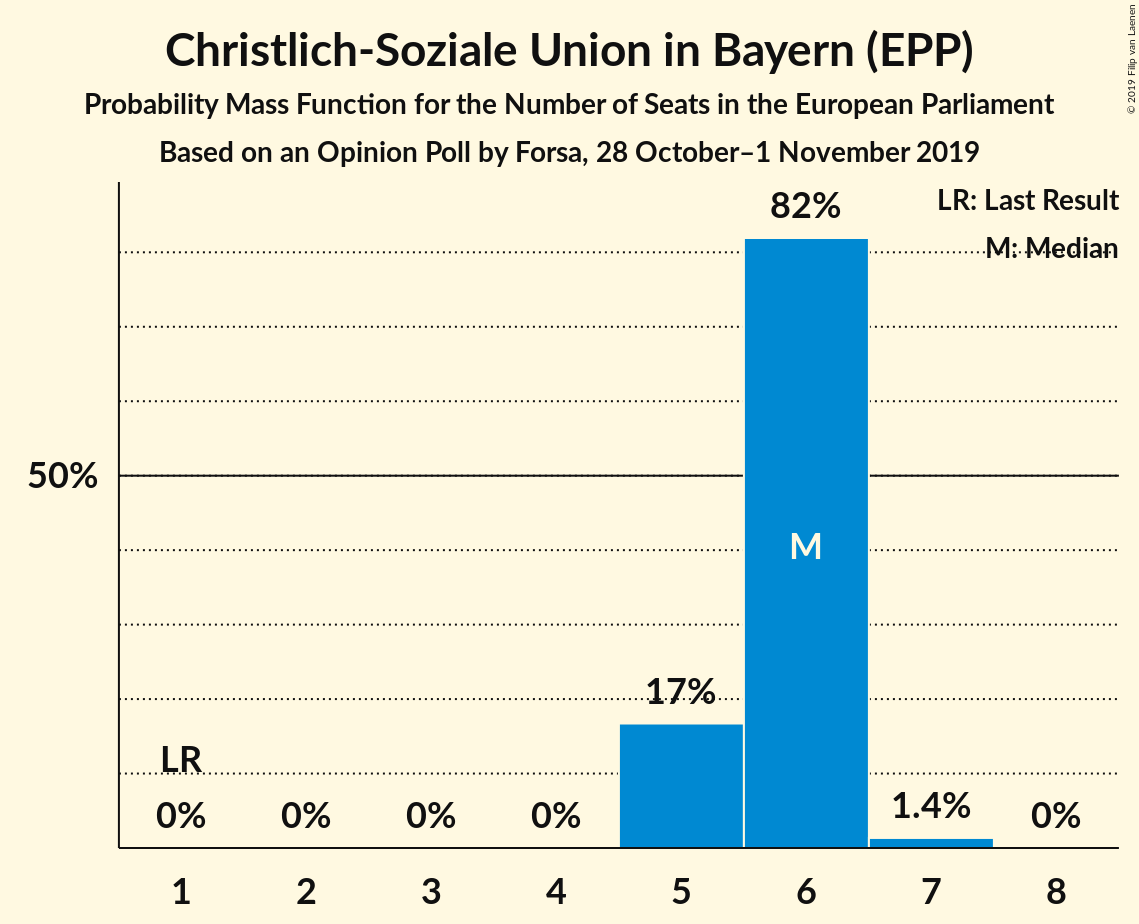 Christlich-Soziale Union in Bayern (EPP)
Probability Mass Function for the Number of Seats in the European Parliament
Based on an Opinion Poll by Forsa, 28 October–1 November 2019
© 2019 Filip van Laenen
LR: Last Result
M: Median
82%
50%
M
17%
LR
0%
0%
0%
0%
1.4%
0%
1
2
3
4
5
6
7
8